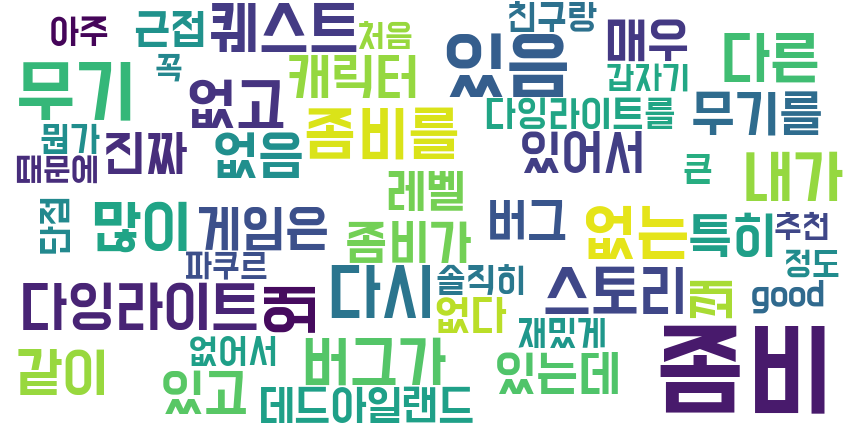 아주
근접
퀘스트
처음
친구랑
매우
다른
무기
꼭
없고
캐릭터
있음
갑자기
다잉라이트를
무기를
뭔가
때문에
진짜
없음
좀비를
있어서
큰
내가
레벨
단점
많이
게임은
좀비가
버그
없는
특히
추천
파쿠르
정도
다잉라이트
왜
다시
솔직히
스토리
꽤
good
없다
재밌게
좀비
같이
없어서
버그가
있는데
있고
데드아일랜드